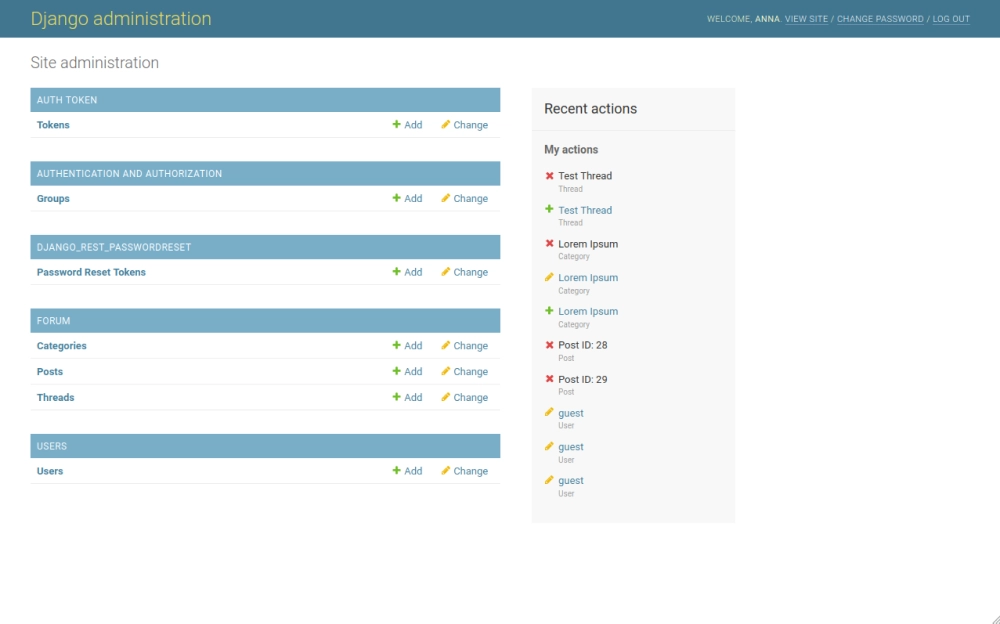 Django administration
WELCOME, ANNA. VIEW SITE / CHANGE PASSWORD / LOG OUT
Site administration
AUTH TOKEN
Tokens Add Change
AUTHENTICATION AND AUTHORIZATION
Groups Add Change
DJANGO_REST_PASSWORDRESET
Password Reset Tokens Add Change
FORUM
Categories Add Change
Posts Add Change
Threads Add Change
USERS
Users Add Change
Recent actions
My actions
Test Thread
Thread
Test Thread
Thread
Lorem Ipsum
Category
Lorem Ipsum
Category
Lorem Ipsum
Category
Post ID: 28
Post
Post ID: 29
Post
guest
User
guest
User
guest
User